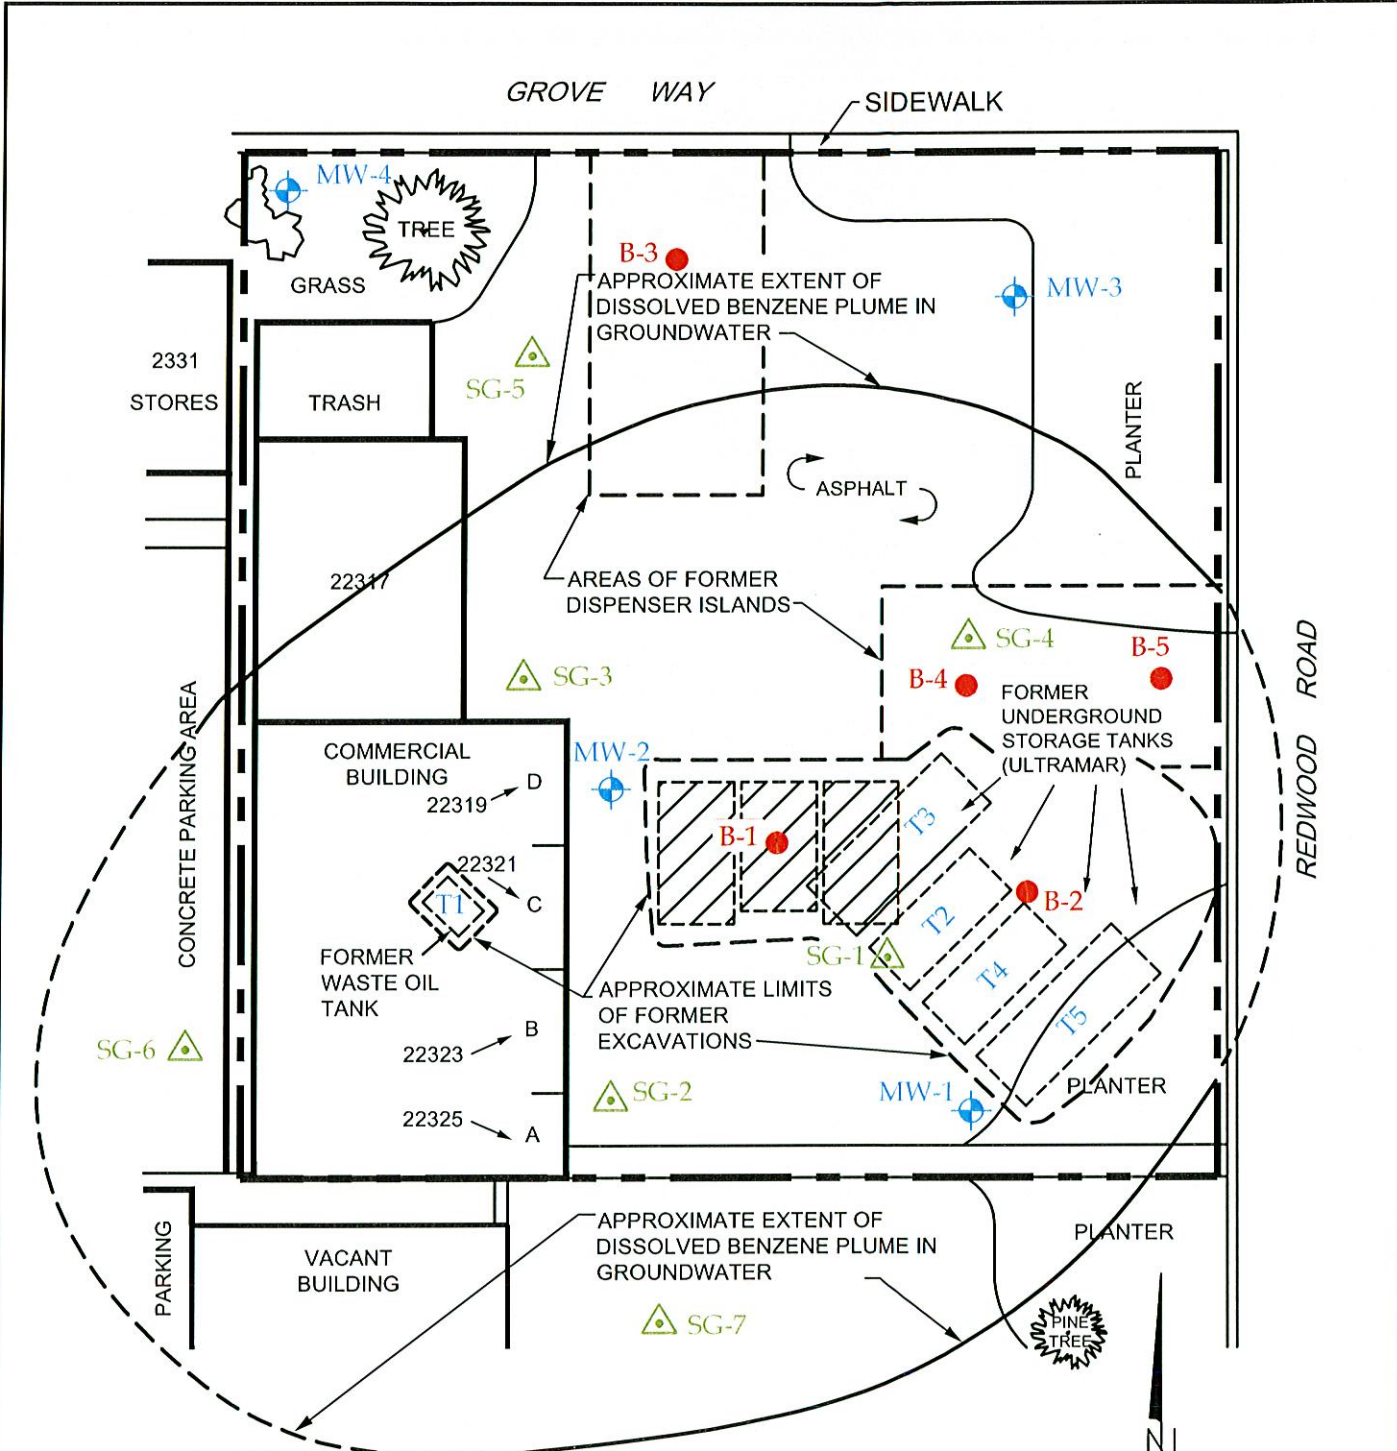 GROVE WAY
SIDEWALK
MW-4
TREE
GRASS
B-3
APPROXIMATE EXTENT OF
DISSOLVED BENZENE PLUME IN
GROUNDWATER
MW-3
2331
STORES
TRASH
SG-5
PLANTER
ASPHALT
22317
AREAS OF FORMER
DISPENSER ISLANDS
SG-4
B-5
SG-3
B-4
FORMER
UNDERGROUND
STORAGE TANKS
(ULTRAMAR)
REDWOOD ROAD
CONCRETE PARKING AREA
COMMERCIAL
BUILDING
D
22319
MW-2
B-1
T3
22321
C
T1
B-2
T2
FORMER
WASTE OIL
TANK
SG-1
T4
APPROXIMATE LIMITS
OF FORMER
EXCAVATIONS
T5
SG-6
B
22323
SG-2
MW-1
PLANTER
22325
A
PARKING
VACANT
BUILDING
APPROXIMATE EXTENT OF
DISSOLVED BENZENE PLUME IN
GROUNDWATER
PLANTER
SG-7
PINE
TREE
N